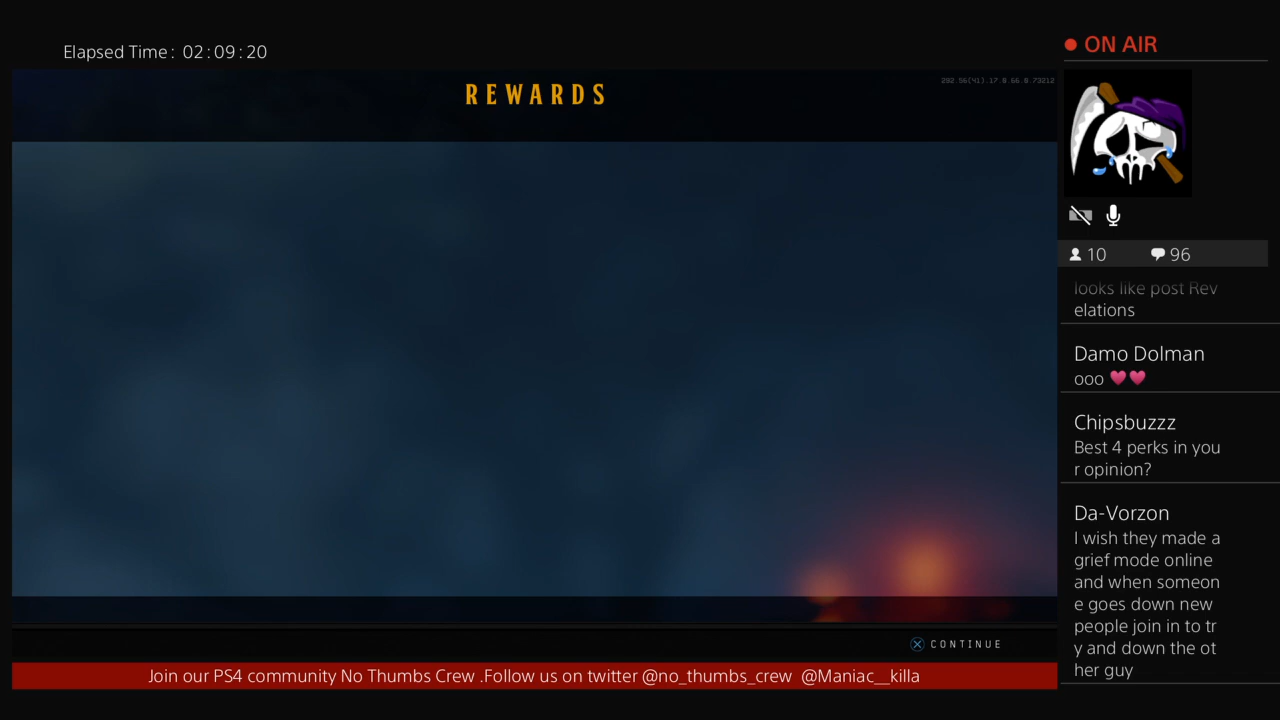 Elapsed Time: 02:09:20
ON AIR
REWARDS
10 96
looks like post Rev
elations
Damo Dolman
ooo 💗💗
Chipsbuzzz
Best 4 perks in you
r opinion?
Da-Vorzon
I wish they made a
grief mode online
and when someon
e goes down new
people join in to tr
y and down the ot
her guy
CONTINUE
Join our PS4 community No Thumbs Crew .Follow us on twitter @no_thumbs_crew @Maniac__killa